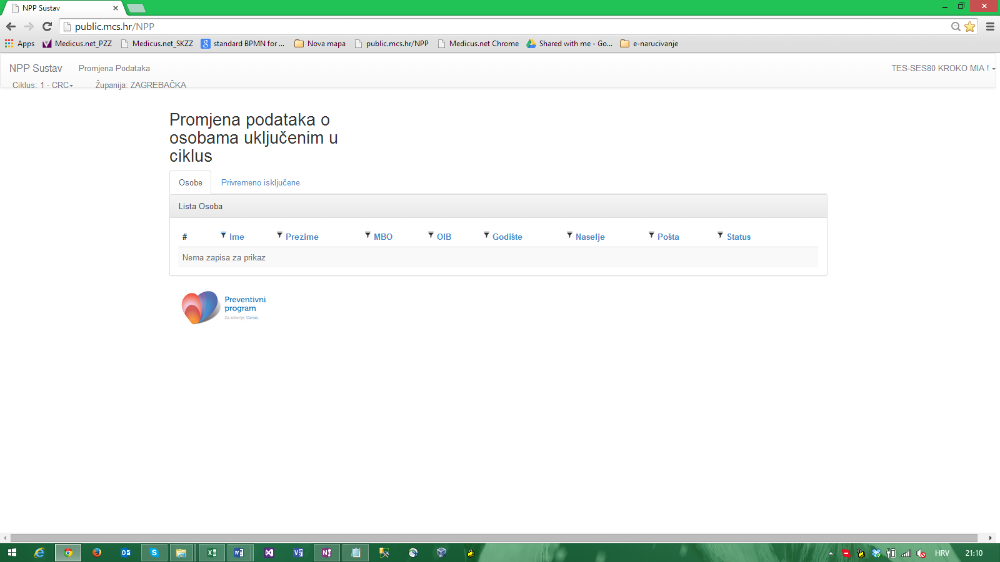 NPP Sustav
public.mcs.hr/NPP
Apps Medicus.net_PZZ Medicus.net_SKZZ standard BPMN for ... Nova mapa public.mcs.hr/NPP Medicus.net Chrome Shared with me - Go... e-narucivanje
NPP Sustav Promjena Podataka TES-SES80 KROKO MIA !
Ciklus: 1 - CRC Županija: ZAGREBAČKA
Promjena podataka o
osobama uključenim u
ciklus
Osobe Privremeno isključene
Lista Osoba
# Ime Prezime MBO OIB Godište Naselje Pošta Status
Nema zapisa za prikaz
Preventivni
program
Za zdravlje. Danas.
HRV 21:10